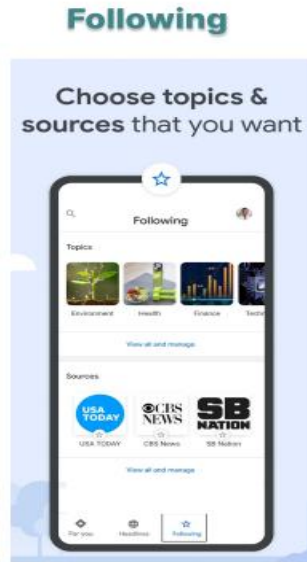 Following
Choose topics &
sources that you want
Following
Topics
Environment Health Finance Techn
View all and manage
Sources
USA
TODAY
CBS
NEWS
SB
NATION
USA TODAY CBS News SB Nation
View all and manage
For you Headlines Following